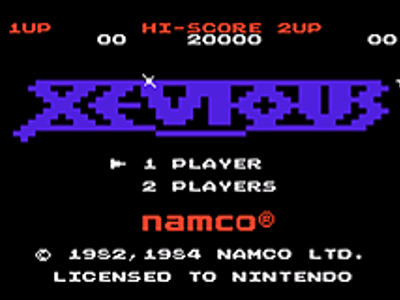 1UP HI-SCORE 2UP
00 20000 00
XEVIOUS
1 PLAYER
2 PLAYERS
namco®
© 1982,1984 NAMCO LTD.
LICENSED TO NINTENDO